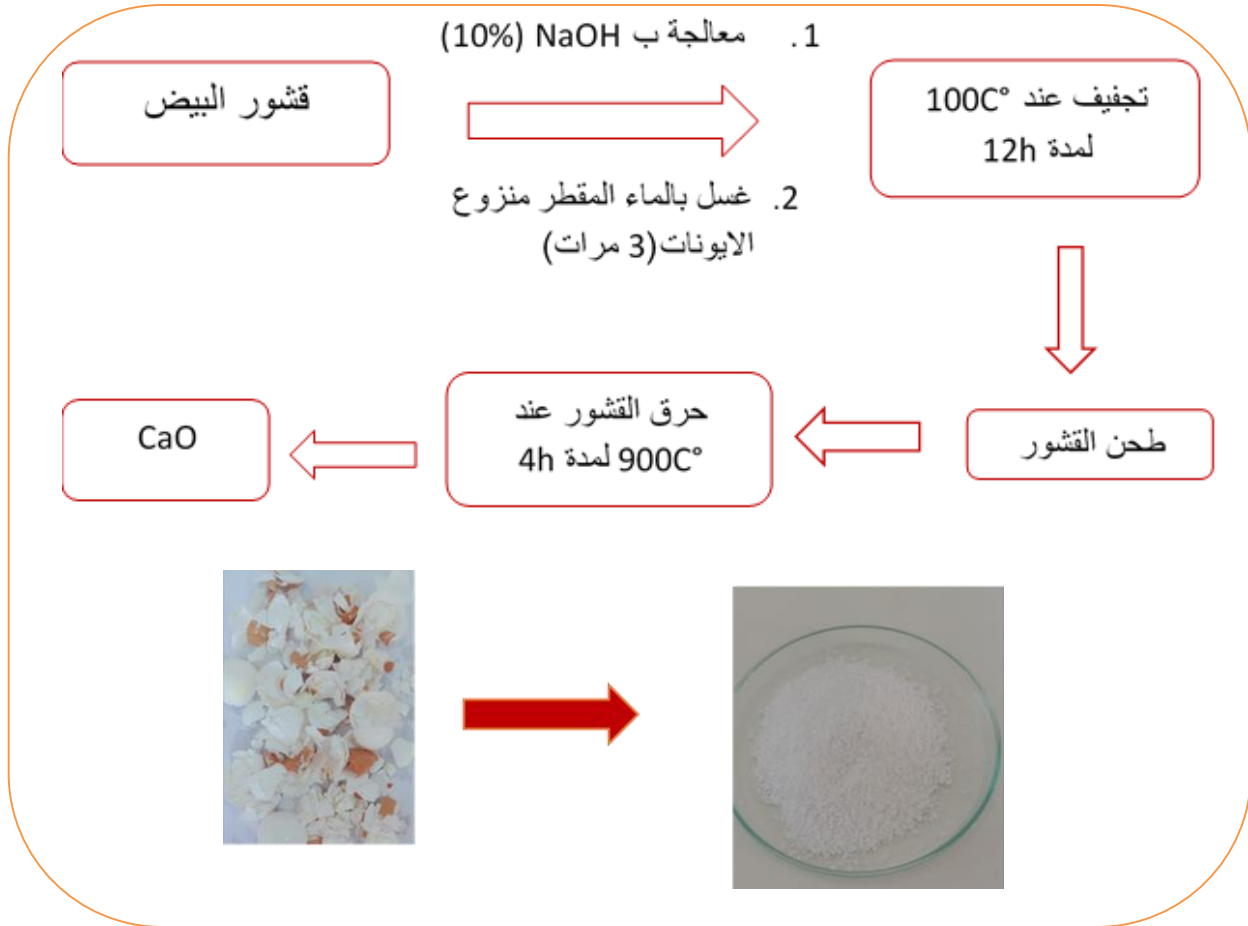 قشور البيض
1. معالجة ب NaOH (10%)
2. غسل بالماء المقطر منزوع
الايونات(3 مرات)
تجفيف عند 100C°
لمدة 12h
طحن القشور
حرق القشور عند
900C° لمدة 4h
CaO